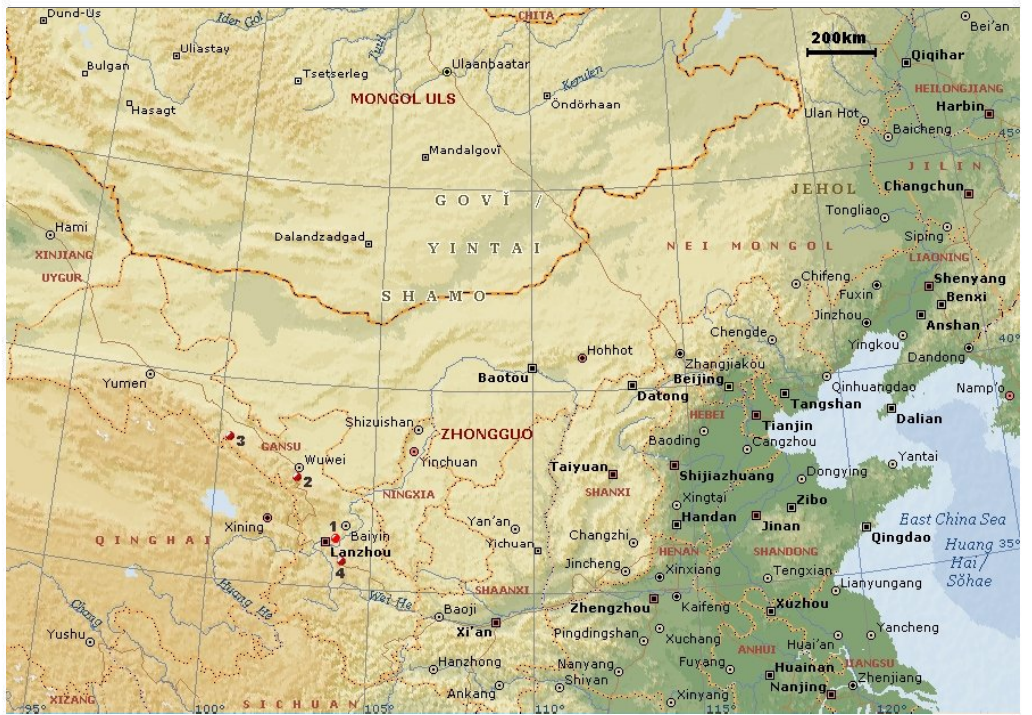 Dund-Us
Ider Gol
CHITA
Bei'an
200km
Uliastay
Tuul
Bulgan
Tsetserleg
Ulaanbaatar
Kerulen
Qiqihar
HEILONGJIANG
Hasagt
MONGOL ULS
Öndörhaan
Ulan Hot
Harbin
Baicheng
45°
Mandalgovĭ
JILIN
GOVĬ /
JEHOL
Changchun
Tongliao
Hami
Dalandzadgad
YINTAI
NEI MONGOL
Siping
XINJIANG
UYGUR
LIAONING
SHAMO
Chifeng
Fuxin
Shenyang
Benxi
Jinzhou
Anshan
Chengde
Yingkou
40°
Hohhot
Zhangjiakou
Dandong
Yumen
Baotou
Datong
Beijing
Qinhuangdao
Namp'o
Tangshan
HEBEI
Dalian
Shizuishan
ZHONGGUO
Tianjin
3
GANSU
Baoding
Cangzhou
Yinchuan
Wuwei
Taiyuan
Shijiazhuang
Yantai
2
Dongying
NINGXIA
SHANXI
Xingtai
Zibo
Xining
1
Baiyin
Yan'an
Handan
Jinan
East China Sea
QINGHAI
Lanzhou
Yichuan
Changzhi
Qingdao
Huang
Hai /
Sŏhae
35°
4
HENAN
SHANDONG
Jincheng
Xinxiang
Tengxian
Huang He
Wei He
SHAANXI
Lianyungang
Chang
Baoji
Zhengzhou
Kaifeng
Xuzhou
Yushu
Xi'an
Pingdingshan
Xuchang
Huai'an
Yancheng
ANHUI
Hanzhong
Nanyang
Fuyang
Huainan
JIANGSU
Shiyan
Zhenjiang
Ankang
Nanjing
XIZANG
SICHUAN
Xinyang
95°
100°
105°
110°
115°
120°